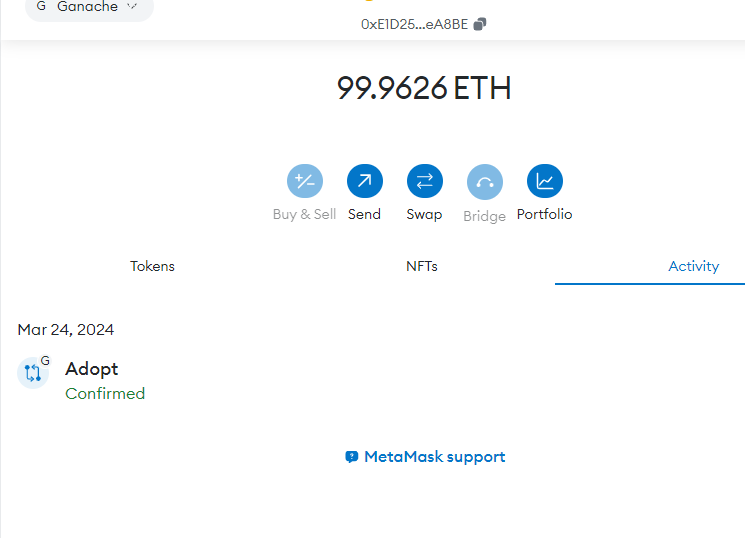 G Ganache
0xE1D25...eA8BE
99.9626 ETH
Buy & Sell Send Swap Bridge Portfolio
Tokens NFTs Activity
Mar 24, 2024
G
Adopt
Confirmed
MetaMask support